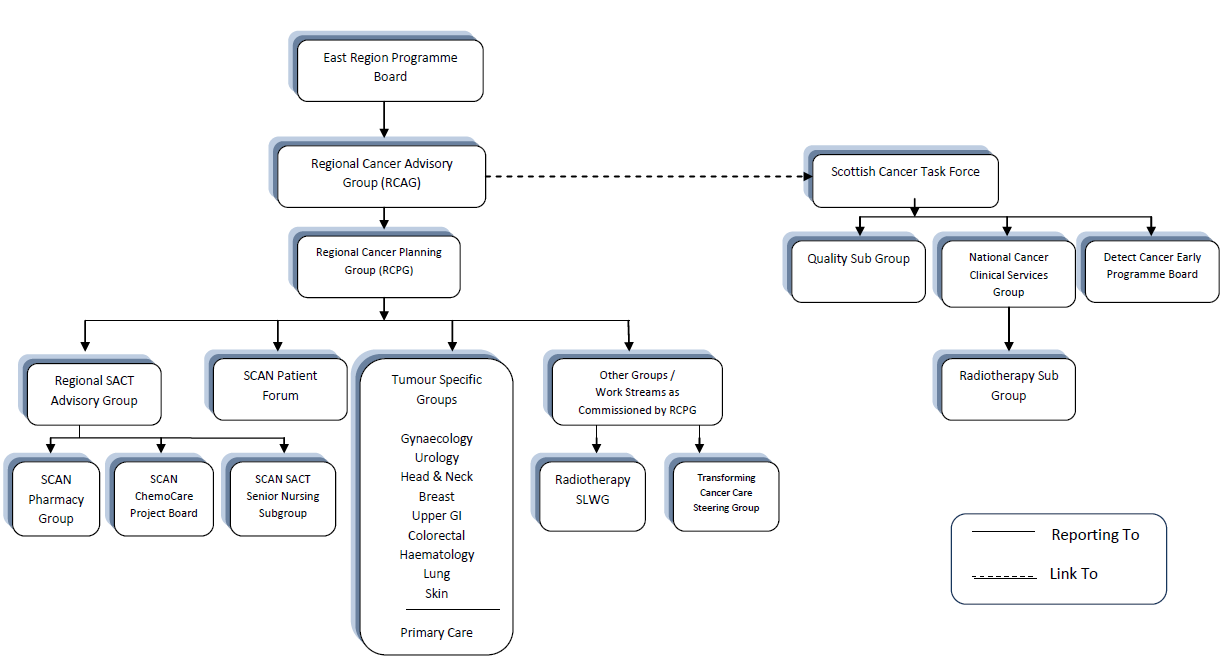 East Region Programme
Board
Regional Cancer Advisory
Group (RCAG)
Scottish Cancer Task Force
Regional Cancer Planning
Group (RCPG)
Quality Sub Group
National Cancer
Clinical Services
Group
Detect Cancer Early
Programme Board
Regional SACT
Advisory Group
SCAN Patient
Forum
Tumour Specific
Groups
Gynaecology
Urology
Head & Neck
Breast
Upper GI
Colorectal
Haematology
Lung
Skin
Primary Care
Other Groups /
Work Streams as
Commissioned by RCPG
Radiotherapy Sub
Group
SCAN
Pharmacy
Group
SCAN
ChemoCare
Project Board
SCAN SACT
Senior Nursing
Subgroup
Radiotherapy
SLWG
Transforming
Cancer Care
Steering Group
Reporting To
Link To